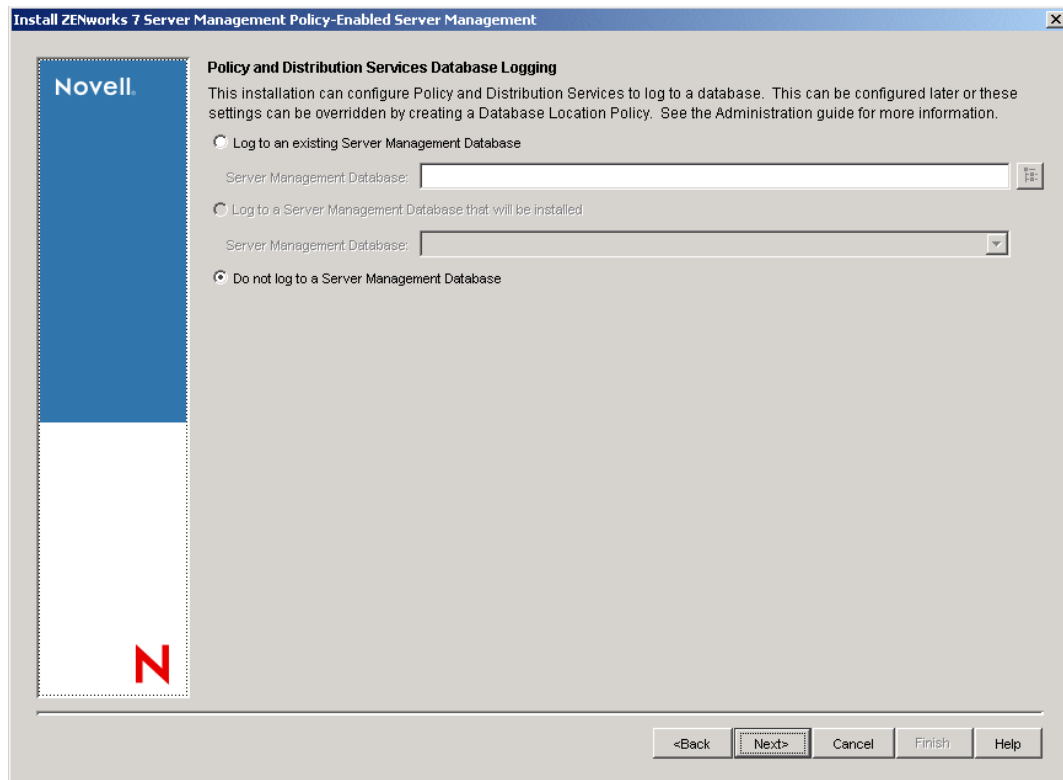 Install ZENworks 7 Server Management Policy-Enabled Server Management
Novell.
Policy and Distribution Services Database Logging
This installation can configure Policy and Distribution Services to log to a database. This can be configured later or these
settings can be overridden by creating a Database Location Policy. See the Administration guide for more information.
Log to an existing Server Management Database
Server Management Database:
Log to a Server Management Database that will be installed
Server Management Database:
Do not log to a Server Management Database
N
<Back Next> Cancel Finish Help